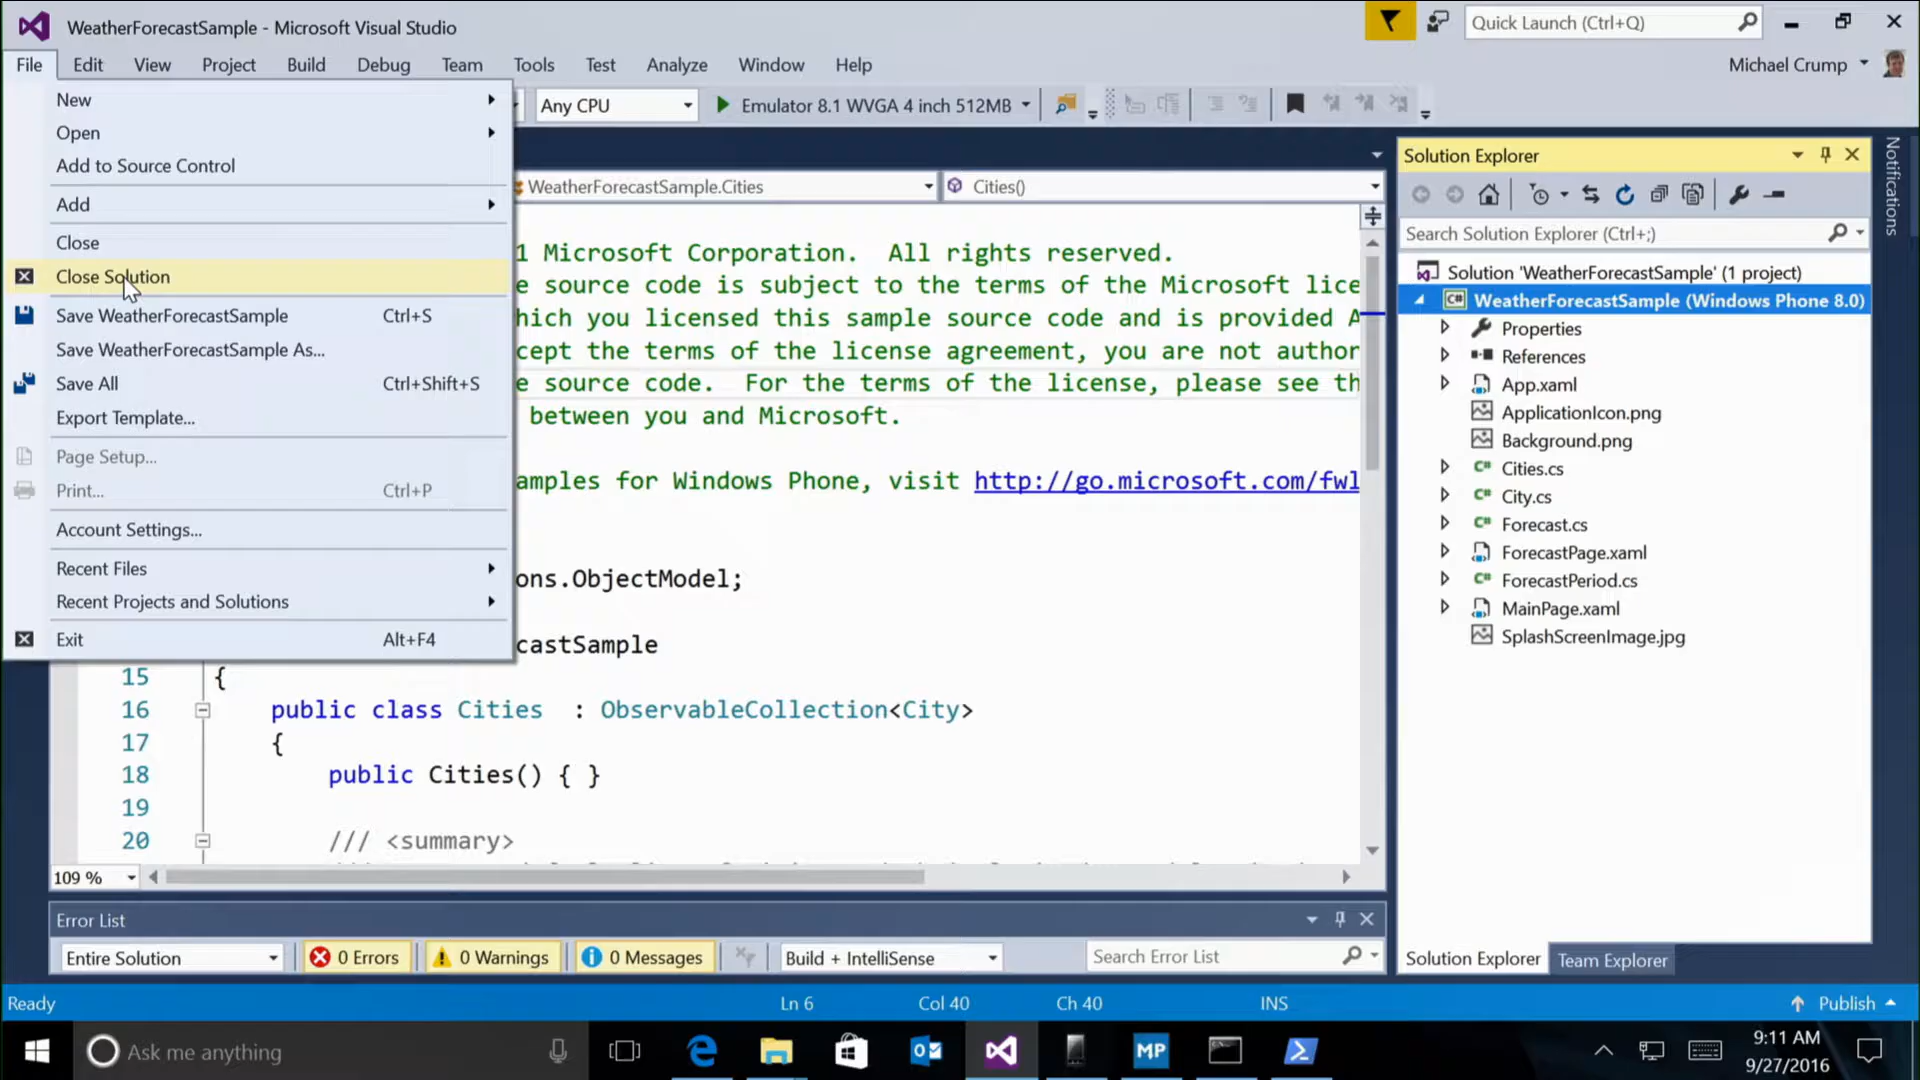 WeatherForecastSample - Microsoft Visual Studio
Quick Launch (Ctrl+Q)
File Edit View Project Build Debug Team Tools Test Analyze Window Help
Michael Crump
Any CPU
Emulator 8.1 WVGA 4 inch 512MB
New
Open
Add to Source Control
Add
Close
Close Solution
Save WeatherForecastSample Ctrl+S
Save WeatherForecastSample As...
Save All Ctrl+Shift+S
Export Template...
Page Setup...
Print... Ctrl+P
Account Settings...
Recent Files
Recent Projects and Solutions
Exit Alt+F4
WeatherForecastSample.Cities
Cities()
1 Microsoft Corporation.  All rights reserved.
e source code is subject to the terms of the Microsoft lice
hich you licensed this sample source code and is provided A
cept the terms of the license agreement, you are not author
e source code.  For the terms of the license, please see th
between you and Microsoft.
amples for Windows Phone, visit http://go.microsoft.com/fwl
ons.ObjectModel;
castSample
15 {
16 public class Cities  : ObservableCollection<City>
17 {
18 public Cities() { }
19
20 /// <summary>
109 %
Solution Explorer
Search Solution Explorer (Ctrl+;)
Solution 'WeatherForecastSample' (1 project)
C# WeatherForecastSample (Windows Phone 8.0)
Properties
References
App.xaml
ApplicationIcon.png
Background.png
C# Cities.cs
C# City.cs
C# Forecast.cs
ForecastPage.xaml
C# ForecastPeriod.cs
MainPage.xaml
SplashScreenImage.jpg
Solution Explorer
Team Explorer
Notifications
Error List
Entire Solution
0 Errors
0 Warnings
0 Messages
Build + IntelliSense
Search Error List
Ready
Ln 6
Col 40
Ch 40
INS
Publish
Ask me anything
MP
9:11 AM
9/27/2016